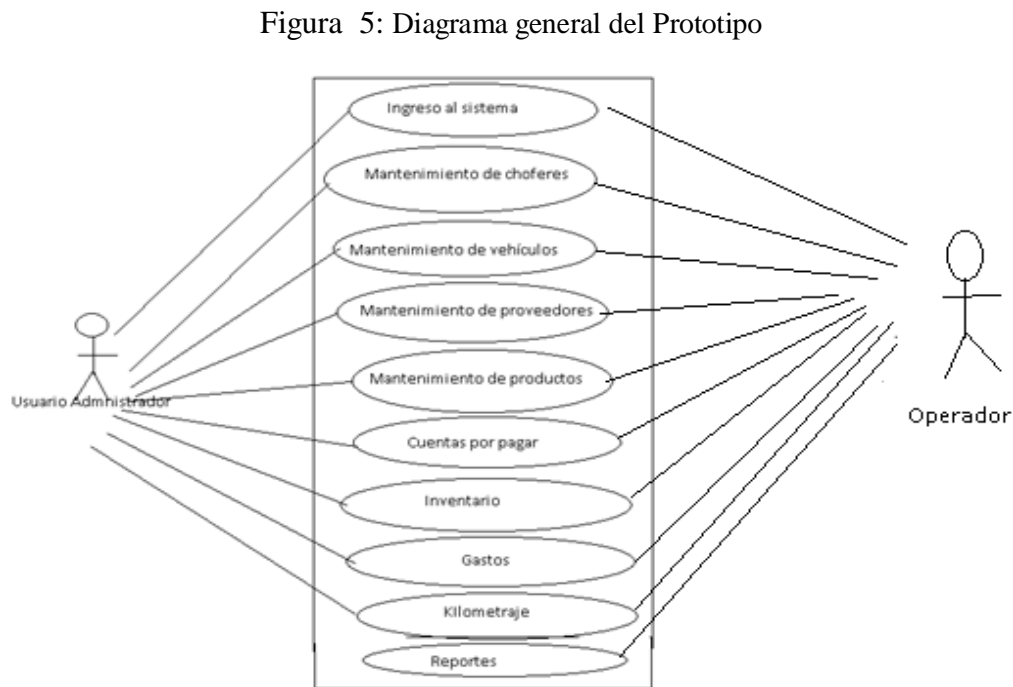 Figura 5: Diagrama general del Prototipo
Ingreso al sistema
Mantenimiento de choferes
Mantenimiento de vehículos
Mantenimiento de proveedores
Mantenimiento de productos
Usuario Admnistrador
Operador
Cuentas por pagar
Inventario
Gastos
KIlometraje
Reportes